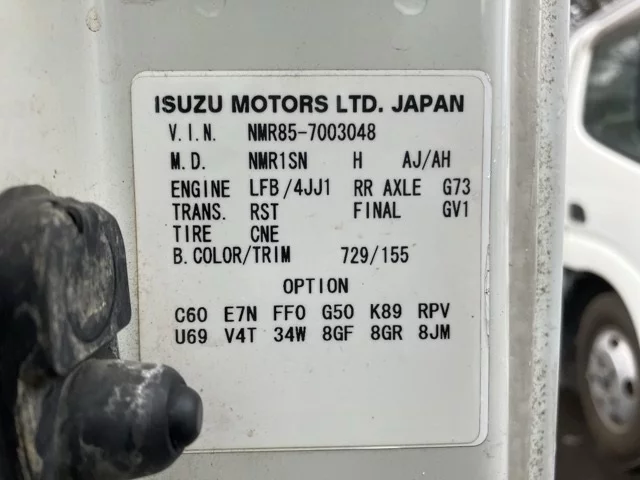 ISUZU MOTORS LTD. JAPAN
V.I.N. NMR85-7003048
M.D. NMR1SN H AJ/AH
ENGINE LFB/4JJ1 RR AXLE G73
TRANS. RST FINAL GV1
TIRE CNE
B.COLOR/TRIM 729/155
OPTION
C60 E7N FF0 G50 K89 RPV
U69 V4T 34W 8GF 8GR 8JM